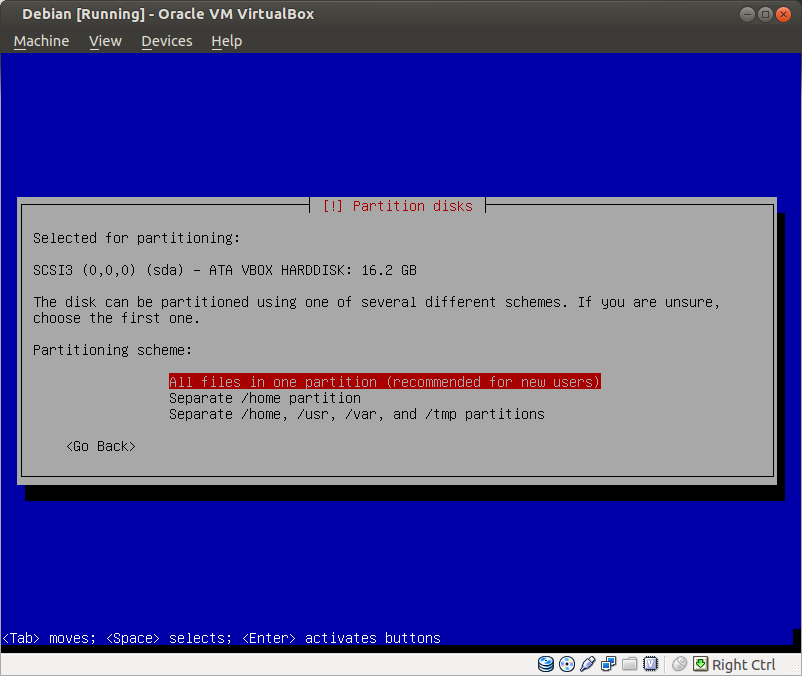 Debian [Running] - Oracle VM VirtualBox
Machine View Devices Help
[!] Partition disks
Selected for partitioning:
SCSI3 (0,0,0) (sda) - ATA VBOX HARDDISK: 16.2 GB
The disk can be partitioned using one of several different schemes. If you are unsure,
choose the first one.
Partitioning scheme:
All files in one partition (recommended for new users)
Separate /home partition
Separate /home, /usr, /var, and /tmp partitions
<Go Back>
<Tab> moves; <Space> selects; <Enter> activates buttons
Right Ctrl